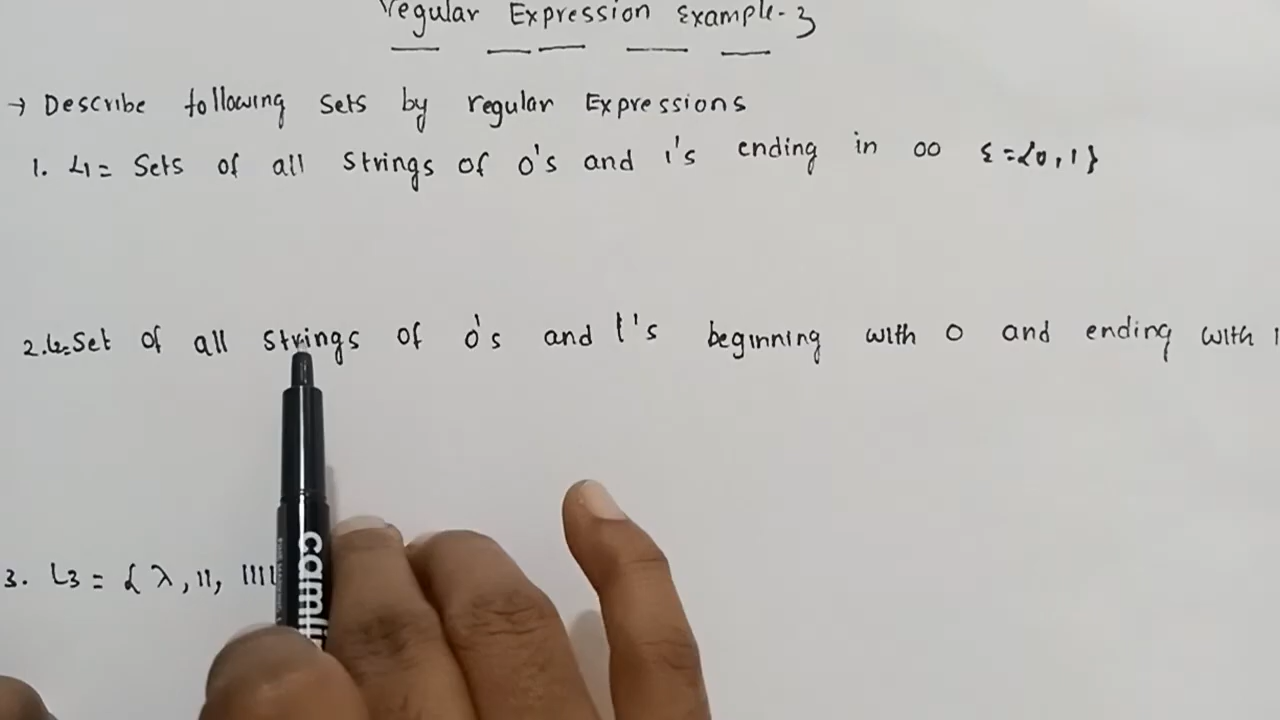 Regular Expression Example-3
→ Describe following sets by regular Expressions
1. L1= Sets of all Strings of 0's and 1's ending in 00 Σ={0,1}
2. L2=Set of all Strings of 0's and 1's beginning with 0 and ending with 1
3. L3 = { λ, 11, 1111
camlin